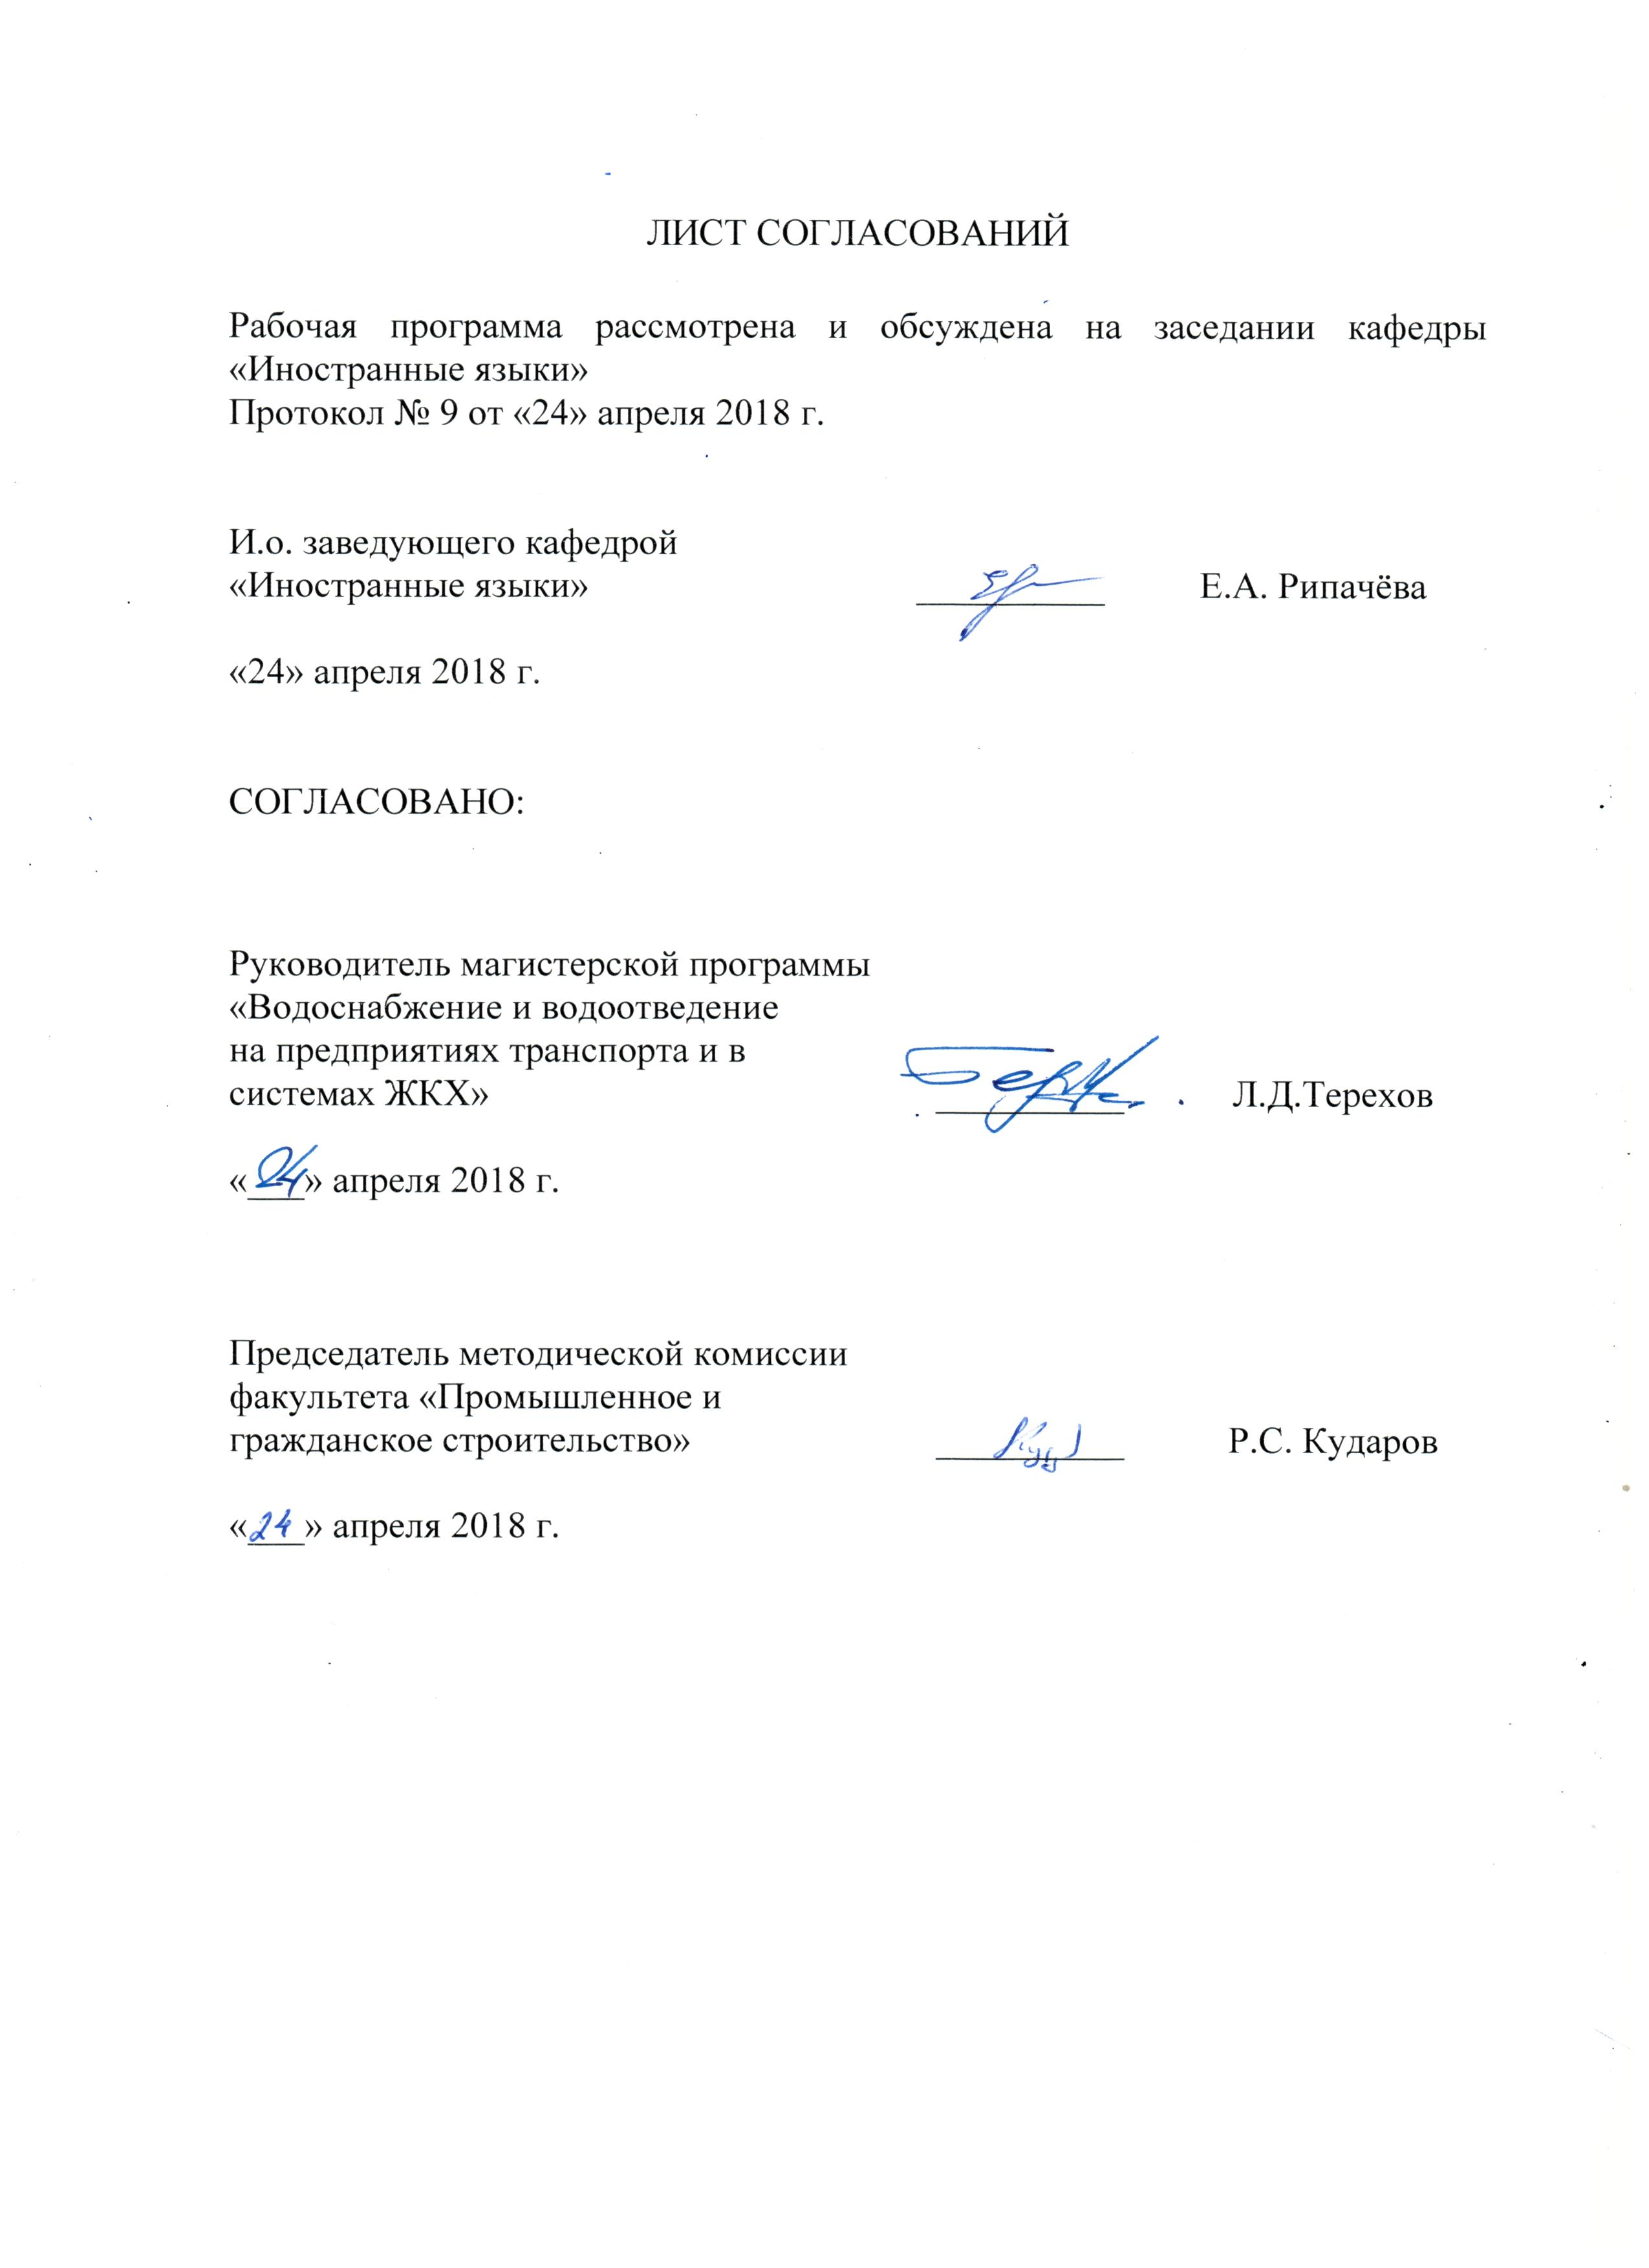 ЛИСТ СОГЛАСОВАНИЙ
Рабочая программа рассмотрена и обсуждена на заседании кафедры
«Иностранные языки»
Протокол № 9 от «24» апреля 2018 г.
И.о. заведующего кафедрой
«Иностранные языки» Е.А. Рипачёва
«24» апреля 2018 г.
СОГЛАСОВАНО:
Руководитель магистерской программы
«Водоснабжение и водоотведение
на предприятиях транспорта и в
системах ЖКХ» Л.Д.Терехов
«24» апреля 2018 г.
Председатель методической комиссии
факультета «Промышленное и
гражданское строительство» Р.С. Кударов
«24» апреля 2018 г.